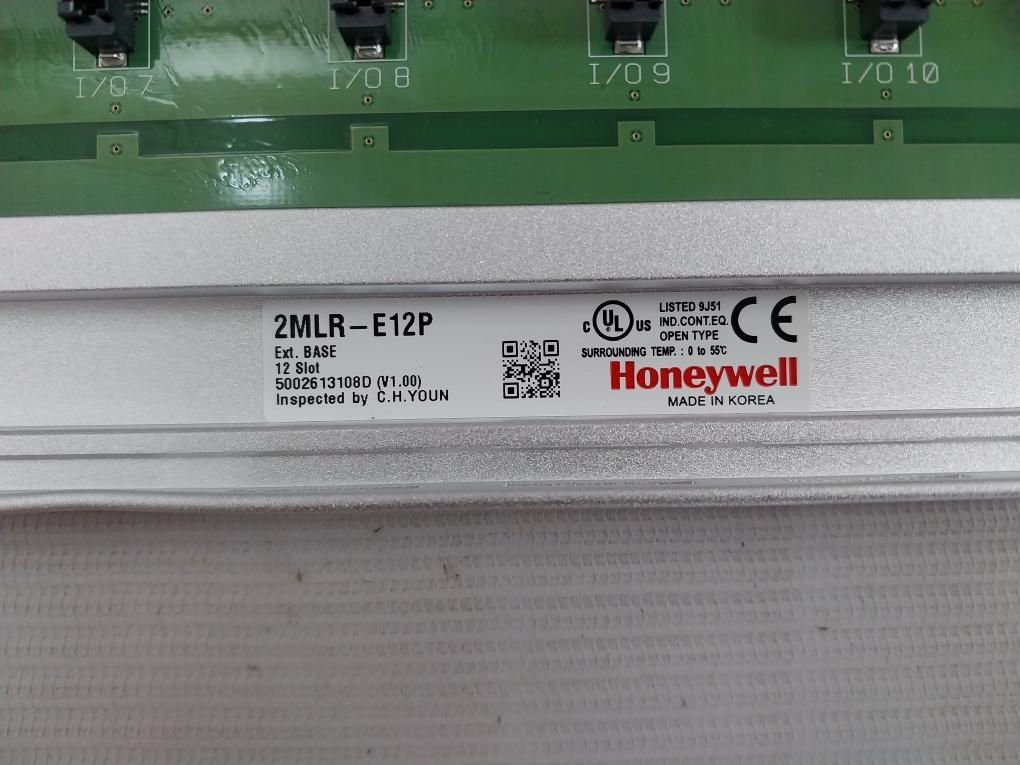 I/O 7 I/O 8 I/O 9 I/O 10
2MLR-E12P
Ext. BASE
12 Slot
5002613108D (V1.00)
Inspected by C.H.YOUN
C UL US LISTED 9J51
IND.CONT.EQ.
OPEN TYPE
CE
SURROUNDING TEMP. : 0 to 55℃
Honeywell
MADE IN KOREA